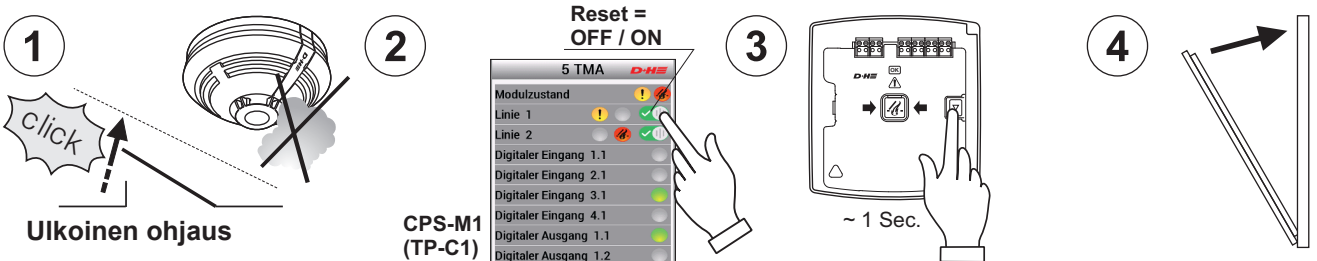 1
click
Ulkoinen ohjaus
D+H
2
Reset =
OFF / ON
5 TMA D+H
Modulzustand !
Linie 1 !
Linie 2
Digitaler Eingang 1.1
Digitaler Eingang 2.1
Digitaler Eingang 3.1
Digitaler Eingang 4.1
Digitaler Ausgang 1.1
Digitaler Ausgang 1.2
CPS-M1
(TP-C1)
3
D+H
OK
~ 1 Sec.
4